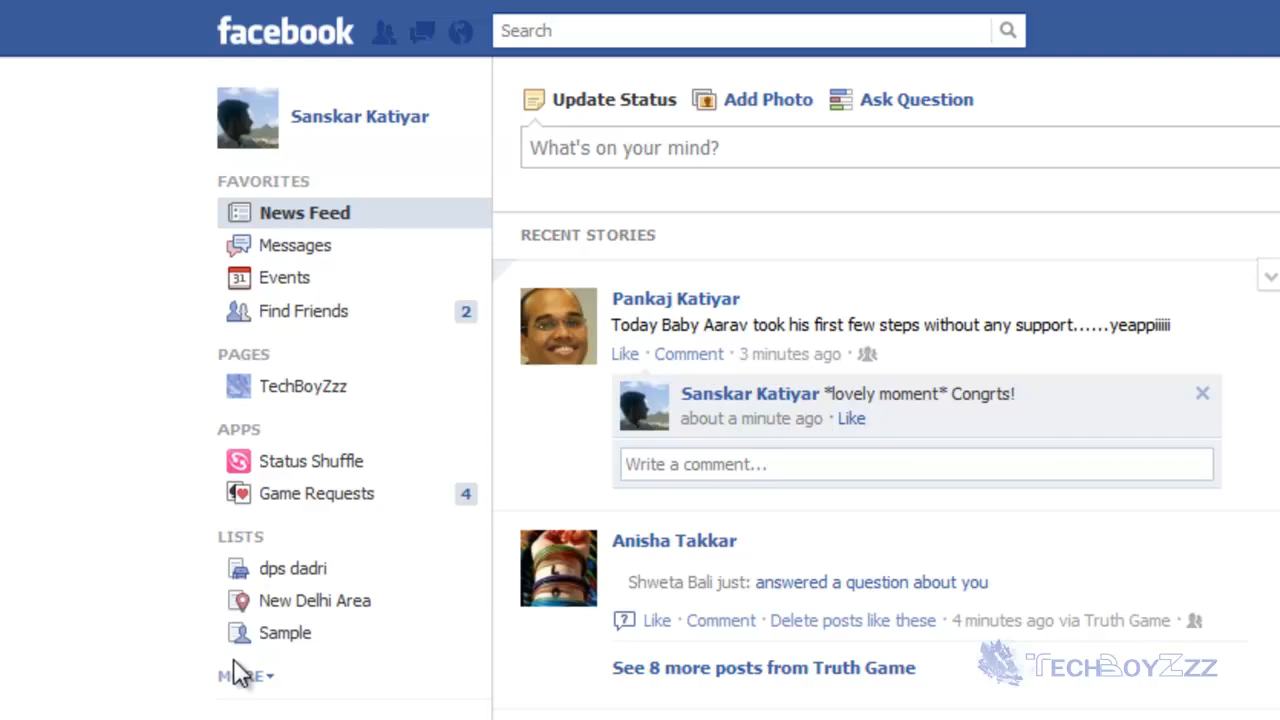 facebook
Search
Sanskar Katiyar
FAVORITES
News Feed
31
Messages
Events
Find Friends 2
PAGES
TechBoyZzz
APPS
Status Shuffle
Game Requests 4
LISTS
dps dadri
New Delhi Area
Sample
MORE
Update Status Add Photo Ask Question
What's on your mind?
RECENT STORIES
Pankaj Katiyar
Today Baby Aarav took his first few steps without any support......yeappiiiii
Like · Comment · 3 minutes ago ·
Sanskar Katiyar *lovely moment* Congrts!
about a minute ago · Like
Write a comment...
Anisha Takkar
Shweta Bali just: answered a question about you
? Like · Comment · Delete posts like these · 4 minutes ago via Truth Game ·
See 8 more posts from Truth Game
TECHBOYZZZ